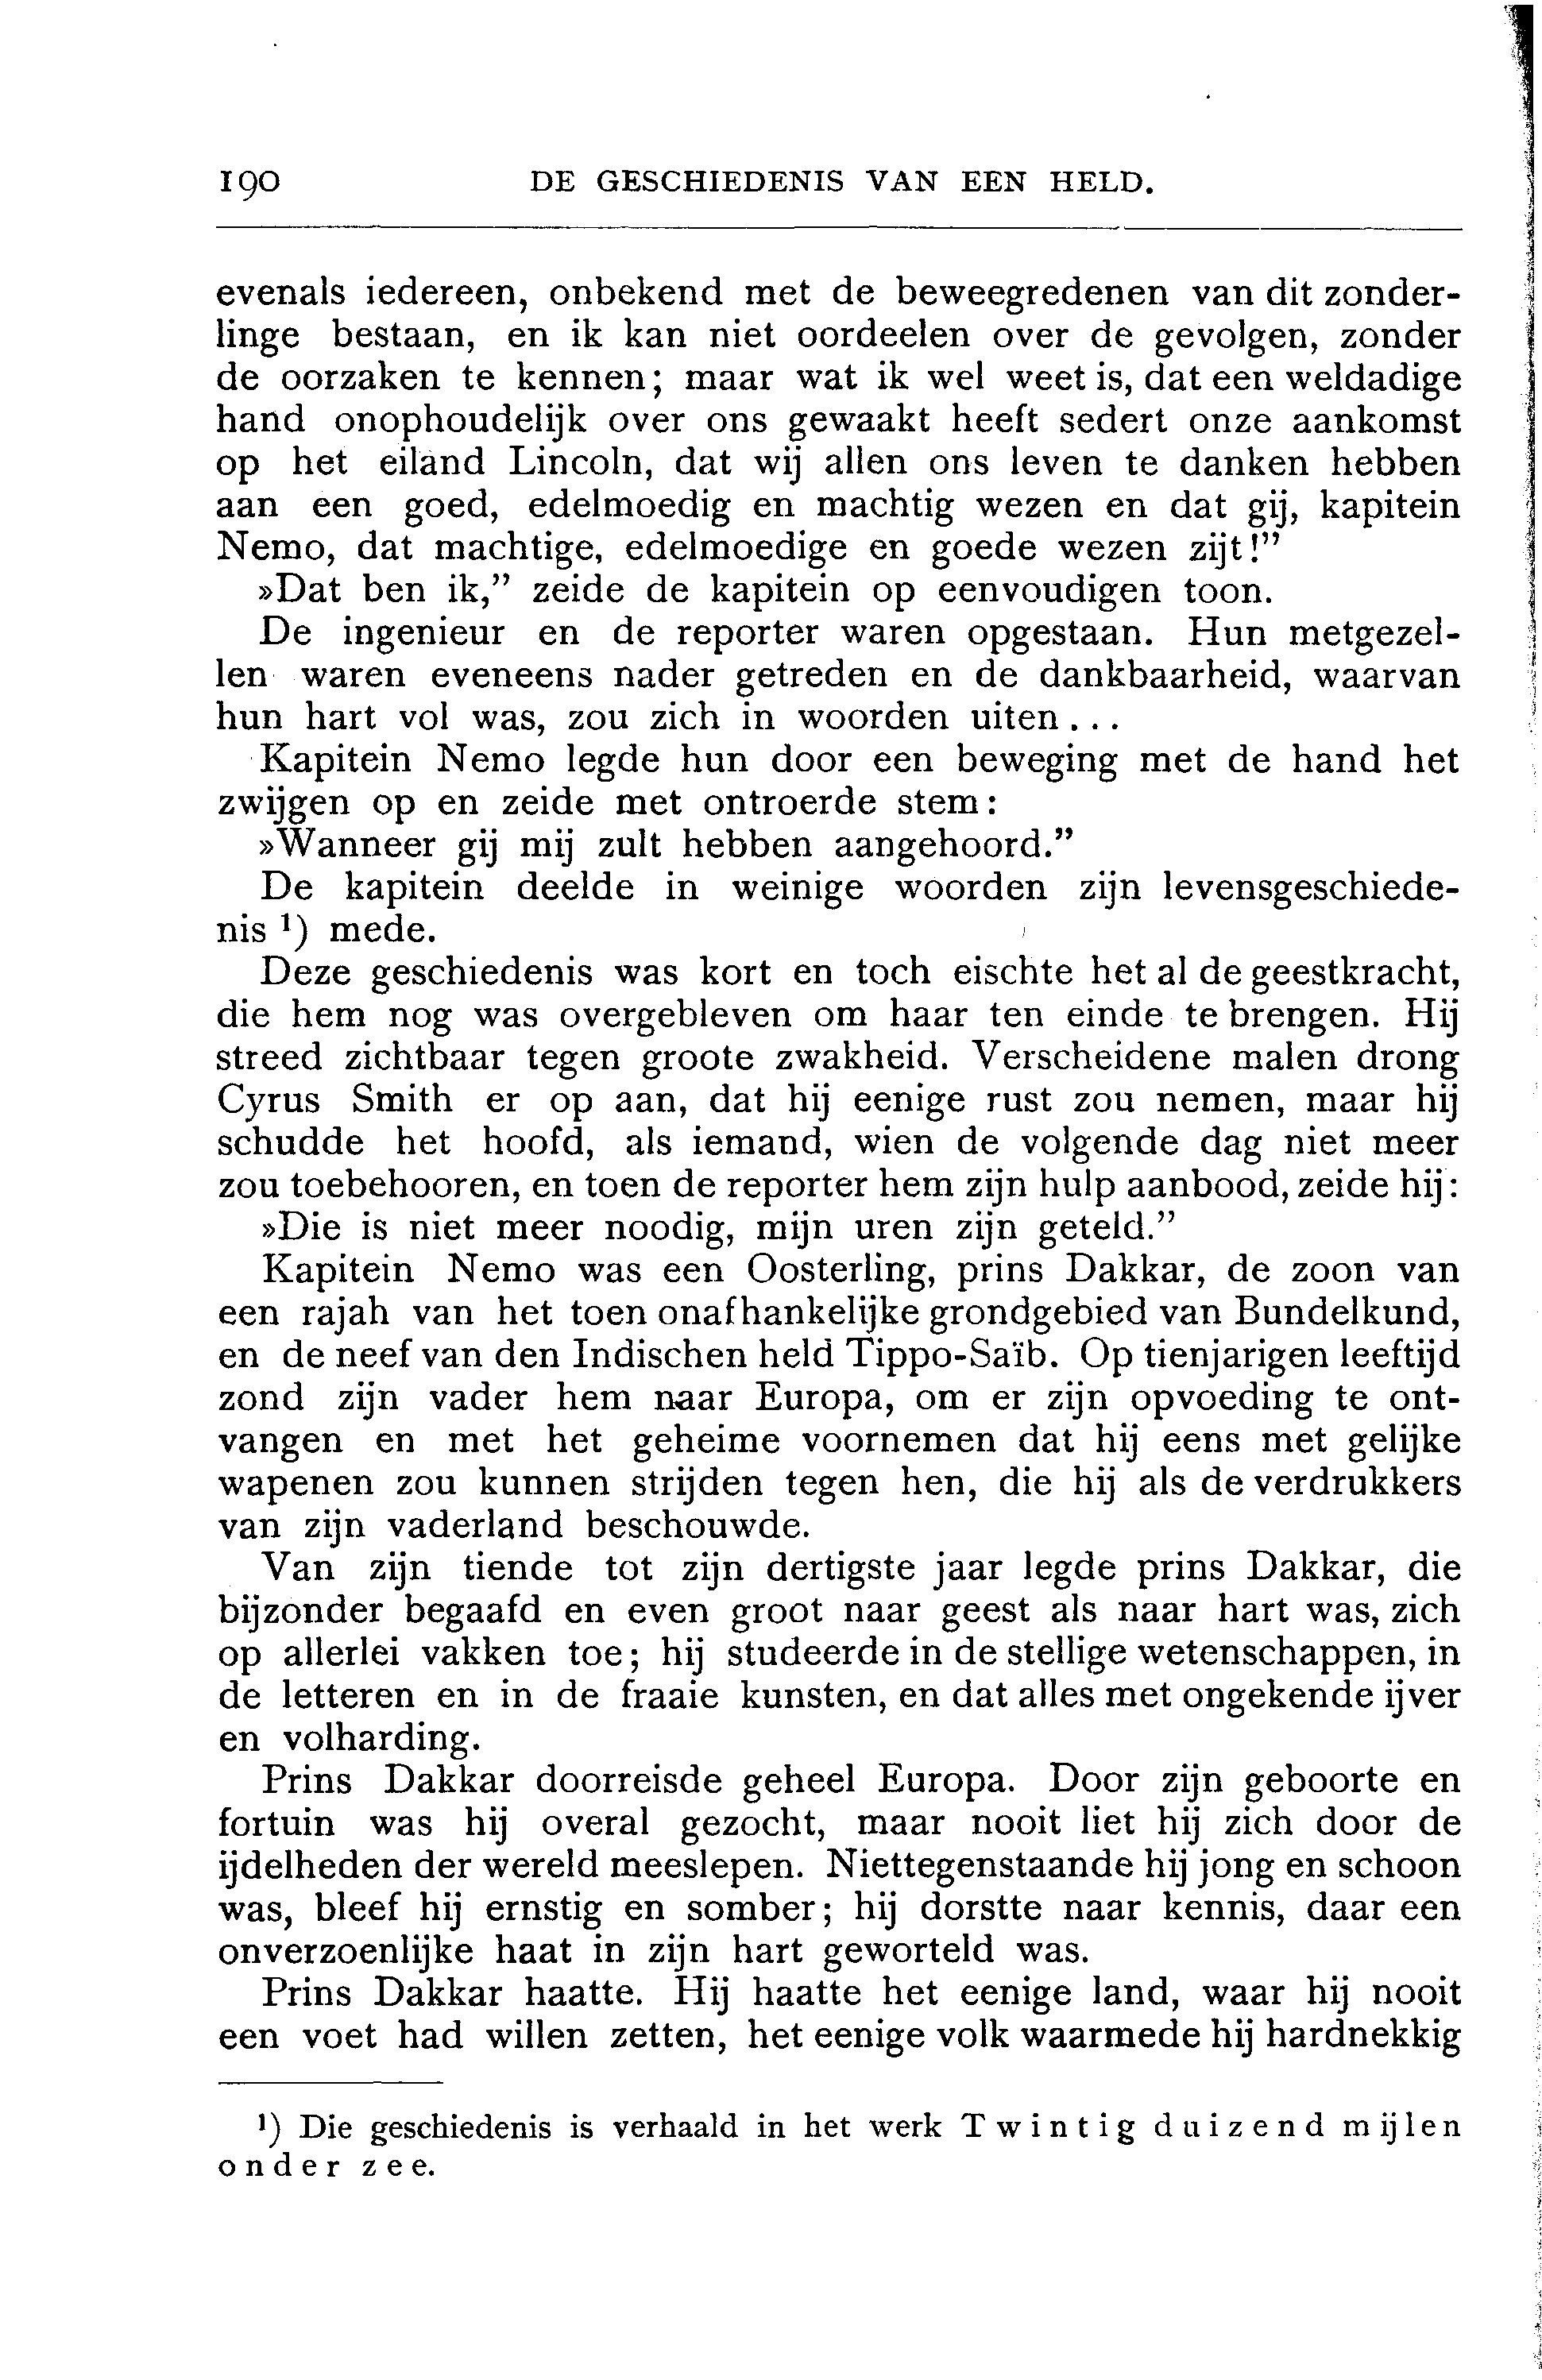 190 DE GESCHIEDENIS VAN EEN HELD.
evenals iedereen, onbekend met de beweegredenen van dit zonder-
linge bestaan, en ik kan niet oordeelen over de gevolgen, zonder
de oorzaken te kennen; maar wat ik wel weet is, dat een weldadige
hand onophoudelijk over ons gewaakt heeft sedert onze aankomst
op het eiland Lincoln, dat wij allen ons leven te danken hebben
aan een goed, edelmoedig en machtig wezen en dat gij, kapitein
Nemo, dat machtige, edelmoedige en goede wezen zijt!”
»Dat ben ik,” zeide de kapitein op eenvoudigen toon.
De ingenieur en de reporter waren opgestaan. Hun metgezel-
len waren eveneens nader getreden en de dankbaarheid, waarvan
hun hart vol was, zou zich in woorden uiten...
Kapitein Nemo legde hun door een beweging met de hand het
zwijgen op en zeide met ontroerde stem:
»Wanneer gij mij zult hebben aangehoord.”
De kapitein deelde in weinige woorden zijn levensgeschiede-
nis ¹) mede.
Deze geschiedenis was kort en toch eischte het al de geestkracht,
die hem nog was overgebleven om haar ten einde te brengen. Hij
streed zichtbaar tegen groote zwakheid. Verscheidene malen drong
Cyrus Smith er op aan, dat hij eenige rust zou nemen, maar hij
schudde het hoofd, als iemand, wien de volgende dag niet meer
zou toebehooren, en toen de reporter hem zijn hulp aanbood, zeide hij:
»Die is niet meer noodig, mijn uren zijn geteld.”
Kapitein Nemo was een Oosterling, prins Dakkar, de zoon van
een rajah van het toen onafhankelijke grondgebied van Bundelkund,
en de neef van den Indischen held Tippo-Saïb. Op tienjarigen leeftijd
zond zijn vader hem naar Europa, om er zijn opvoeding te ont-
vangen en met het geheime voornemen dat hij eens met gelijke
wapenen zou kunnen strijden tegen hen, die hij als de verdrukkers
van zijn vaderland beschouwde.
Van zijn tiende tot zijn dertigste jaar legde prins Dakkar, die
bijzonder begaafd en even groot naar geest als naar hart was, zich
op allerlei vakken toe; hij studeerde in de stellige wetenschappen, in
de letteren en in de fraaie kunsten, en dat alles met ongekende ijver
en volharding.
Prins Dakkar doorreisde geheel Europa. Door zijn geboorte en
fortuin was hij overal gezocht, maar nooit liet hij zich door de
ijdelheden der wereld meeslepen. Niettegenstaande hij jong en schoon
was, bleef hij ernstig en somber; hij dorstte naar kennis, daar een
onverzoenlijke haat in zijn hart geworteld was.
Prins Dakkar haatte. Hij haatte het eenige land, waar hij nooit
een voet had willen zetten, het eenige volk waarmede hij hardnekkig
¹) Die geschiedenis is verhaald in het werk Twintig duizend mijlen
onder zee.